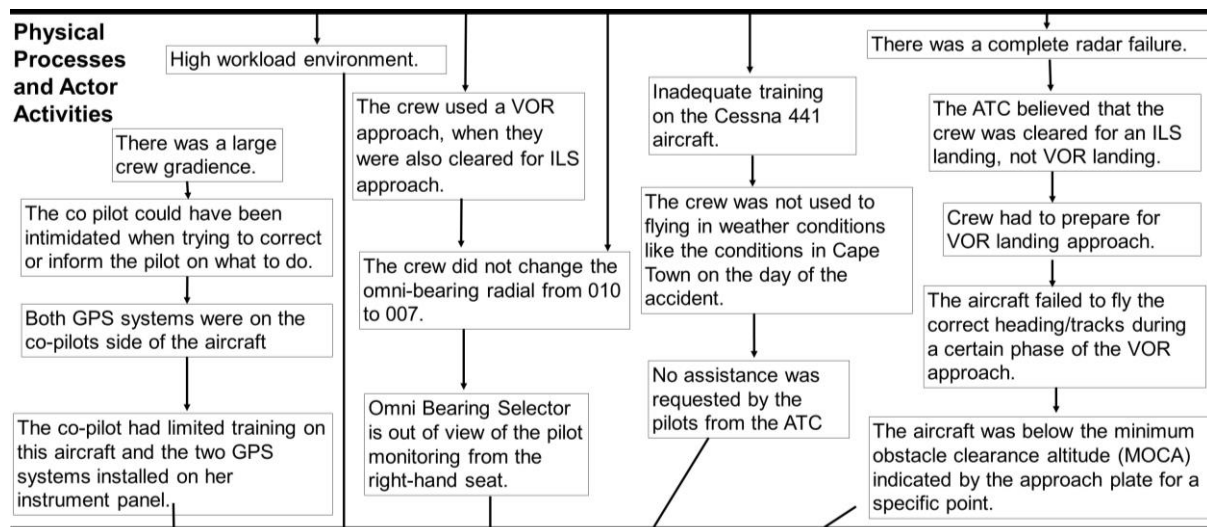 Physical
Processes
and Actor
Activities
High workload environment.
There was a large
crew gradience.
The co pilot could have been
intimidated when trying to correct
or inform the pilot on what to do.
Both GPS systems were on the
co-pilots side of the aircraft
The co-pilot had limited training on
this aircraft and the two GPS
systems installed on her
instrument panel.
The crew used a VOR
approach, when they
were also cleared for ILS
approach.
The crew did not change the
omni-bearing radial from 010
to 007.
Omni Bearing Selector
is out of view of the pilot
monitoring from the
right-hand seat.
Inadequate training
on the Cessna 441
aircraft.
The crew was not used to
flying in weather conditions
like the conditions in Cape
Town on the day of the
accident.
No assistance was
requested by the
pilots from the ATC
There was a complete radar failure.
The ATC believed that the
crew was cleared for an ILS
landing, not VOR landing.
Crew had to prepare for
VOR landing approach.
The aircraft failed to fly the
correct heading/tracks during
a certain phase of the VOR
approach.
The aircraft was below the minimum
obstacle clearance altitude (MOCA)
indicated by the approach plate for a
specific point.